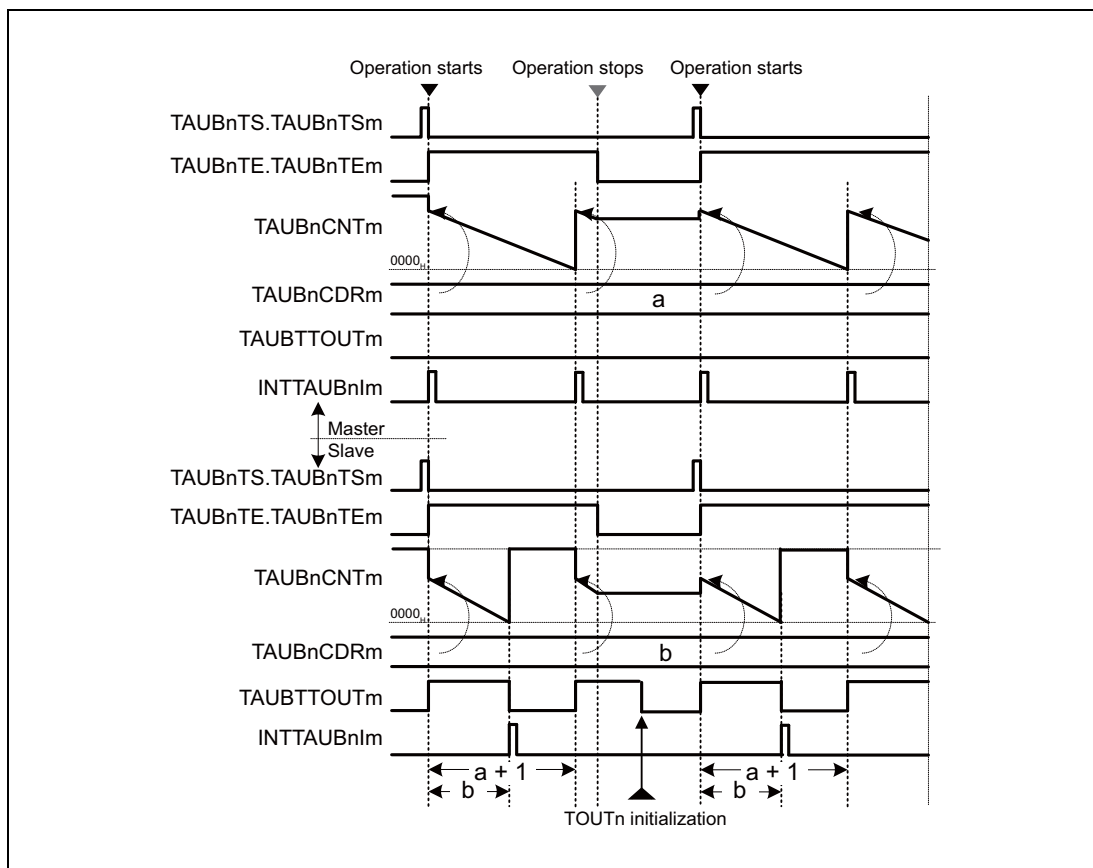 Operation starts Operation stops Operation starts
TAUBnTS.TAUBnTSm
TAUBnTE.TAUBnTEm
TAUBnCNTm
0000H
TAUBnCDRm
a
TAUBTTOUTm
INTTAUBnIm
Master
Slave
TAUBnTS.TAUBnTSm
TAUBnTE.TAUBnTEm
TAUBnCNTm
0000H
TAUBnCDRm
b
TAUBTTOUTm
INTTAUBnIm
a + 1 a + 1
b b
TOUTn initialization